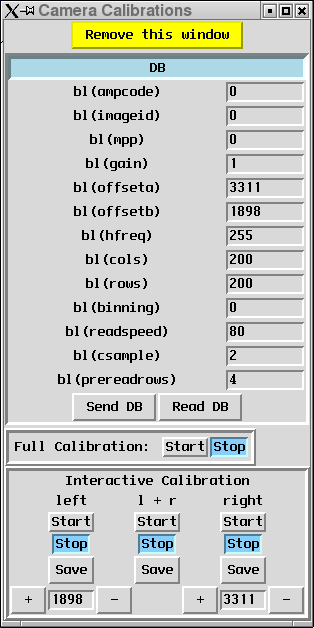 Camera Calibrations
Remove this window
DB
bl(ampcode) 0
bl(imageid) 0
bl(mpp) 0
bl(gain) 1
bl(offseta) 3311
bl(offsetb) 1898
bl(hfreq) 255
bl(cols) 200
bl(rows) 200
bl(binning) 0
bl(readspeed) 80
bl(csample) 2
bl(prereadrows) 4
Send DB Read DB
Full Calibration: Start Stop
Interactive Calibration
left l + r right
Start Start Start
Stop Stop Stop
Save Save Save
+ 1898 - + 3311 -